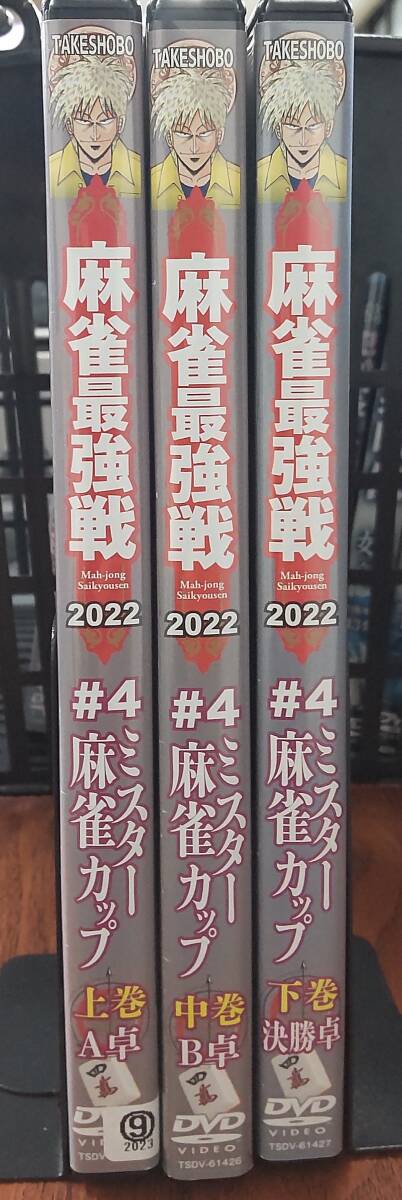 TAKESHOBO
麻雀最強戦
Mah-jong
Saikyousen
2022
#4
ミスター
麻雀カップ
上巻
A卓
萬
DVD
VIDEO
TSDV
⑨
2023
TAKESHOBO
麻雀最強戦
Mah-jong
Saikyousen
2022
#4
ミスター
麻雀カップ
中巻
B卓
萬
DVD
VIDEO
TSDV-61426
TAKESHOBO
麻雀最強戦
Mah-jong
Saikyousen
2022
#4
ミスター
麻雀カップ
下巻
決勝卓
萬
DVD
VIDEO
TSDV-61427